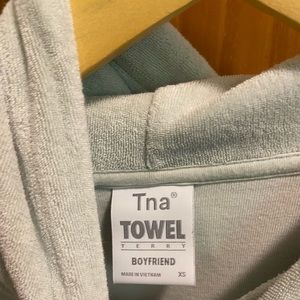 Tna®
TOWEL
TERRY
BOYFRIEND
MADE IN VIETNAM XS